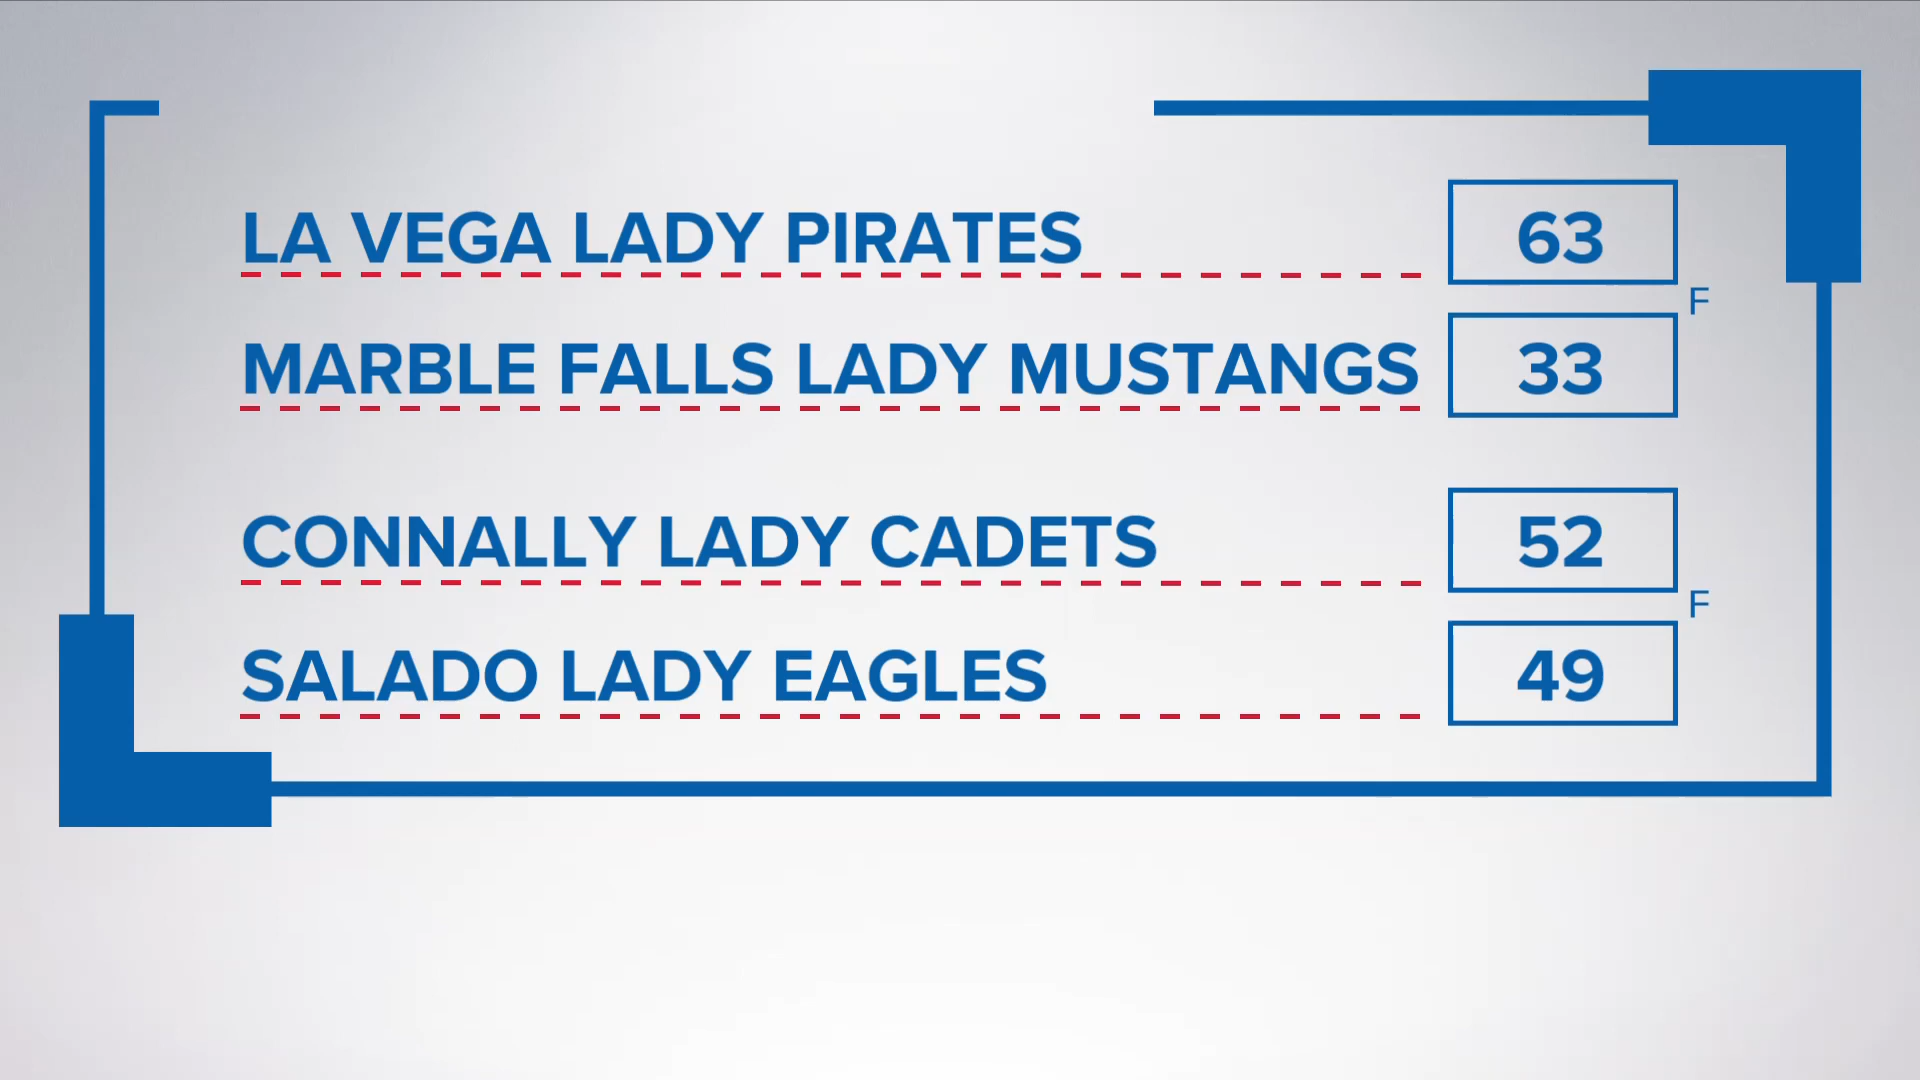 LA VEGA LADY PIRATES 63
F
MARBLE FALLS LADY MUSTANGS 33
CONNALLY LADY CADETS 52
F
SALADO LADY EAGLES 49